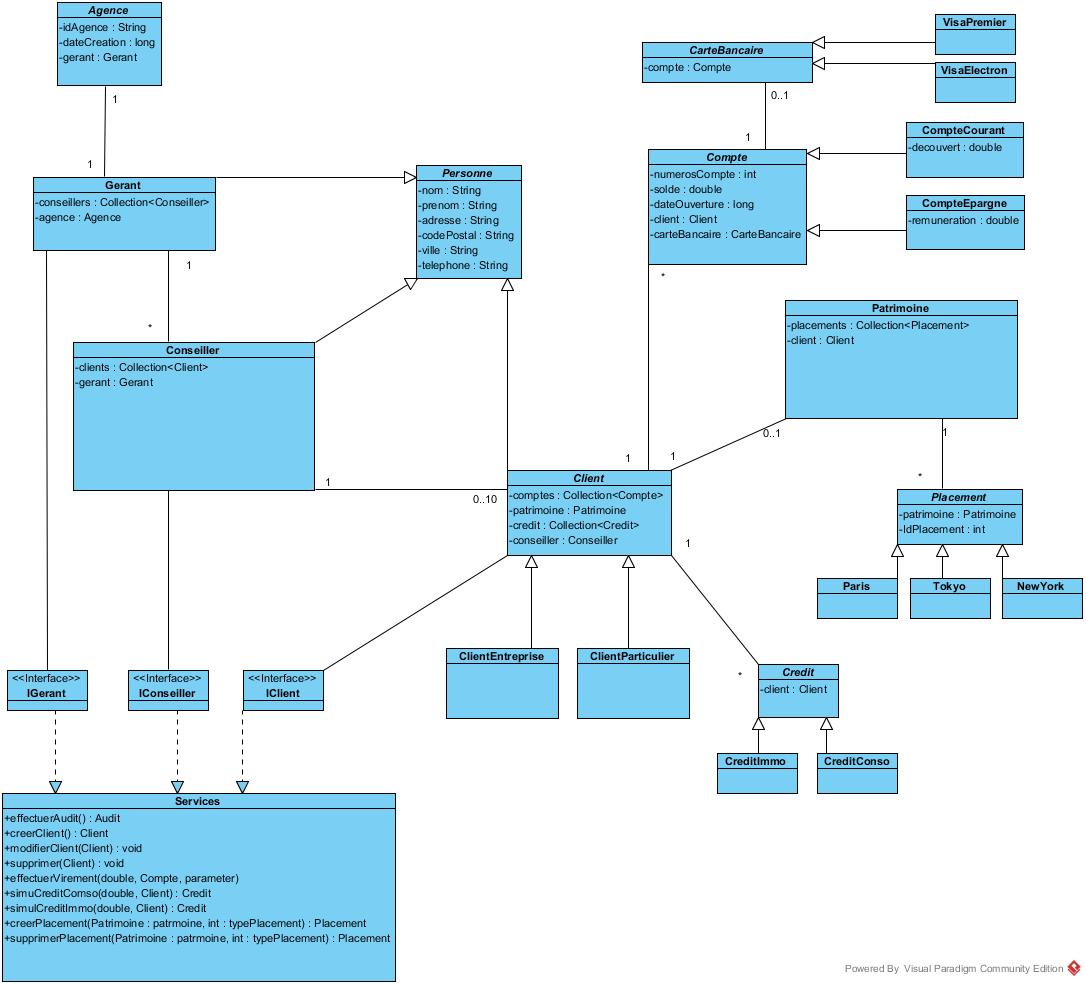 Agence
-idAgence : String
-dateCreation : long
-gerant : Gerant
1
1
Gerant
-conseillers : Collection<Conseiller>
-agence : Agence
1
*
Personne
-nom : String
-prenom : String
-adresse : String
-codePostal : String
-ville : String
-telephone : String
CarteBancaire
-compte : Compte
VisaPremier
VisaElectron
0..1
1
Compte
-numerosCompte : int
-solde : double
-dateOuverture : long
-client : Client
-carteBancaire : CarteBancaire
CompteCourant
-decouvert : double
CompteEpargne
-remuneration : double
*
1
Patrimoine
-placements : Collection<Placement>
-client : Client
0..1
1
1
*
Conseiller
-clients : Collection<Client>
-gerant : Gerant
1
0..10
Client
-comptes : Collection<Compte>
-patrimoine : Patrimoine
-credit : Collection<Credit>
-conseiller : Conseiller
1
*
Placement
-patrimoine : Patrimoine
-IdPlacement : int
Paris
Tokyo
NewYork
ClientEntreprise
ClientParticulier
Credit
-client : Client
CreditImmo
CreditConso
<<Interface>>
IGerant
<<Interface>>
IConseiller
<<Interface>>
IClient
Services
+effectuerAudit() : Audit
+creerClient() : Client
+modifierClient(Client) : void
+supprimer(Client) : void
+effectuerVirement(double, Compte, parameter)
+simuCreditComso(double, Client) : Credit
+simulCreditImmo(double, Client) : Credit
+creerPlacement(Patrimoine : patrmoine, int : typePlacement) : Placement
+supprimerPlacement(Patrimoine : patrmoine, int : typePlacement) : Placement
Powered By Visual Paradigm Community Edition